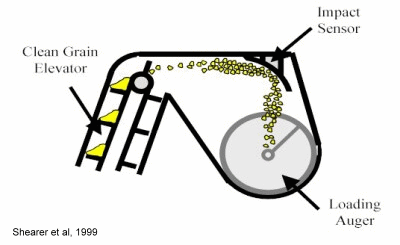 Impact
Sensor
Clean Grain
Elevator
Loading
Auger
Shearer et al, 1999